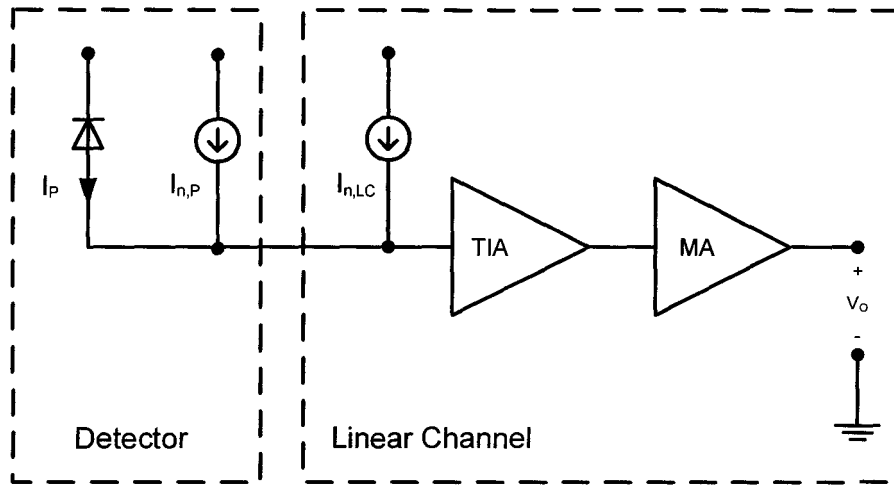 I_P
I_n,P
I_n,LC
TIA
MA
+
V_o
-
Detector
Linear Channel